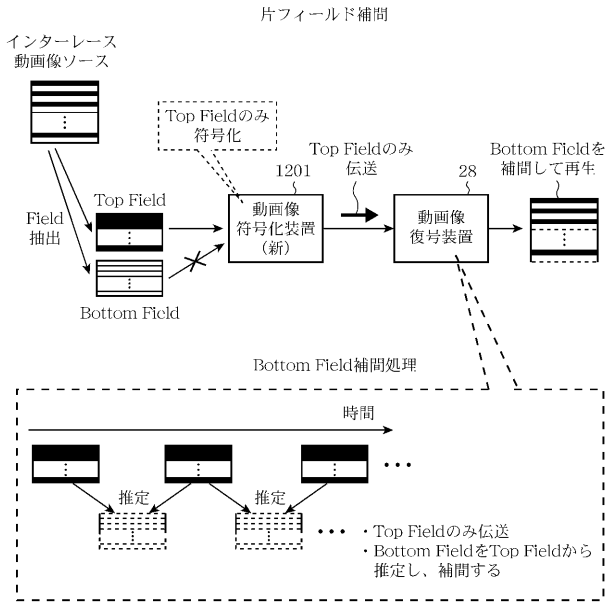 片フィールド補間
インターレース
動画像ソース
Top Fieldのみ
符号化
Top Fieldのみ
伝送
Bottom Fieldを
補間して再生
1201
28
Field
抽出
Top Field
動画像
符号化装置
(新)
動画像
復号装置
Bottom Field
Bottom Field補間処理
時間
推定
推定
・Top Fieldのみ伝送
・Bottom FieldをTop Fieldから
推定し、補間する